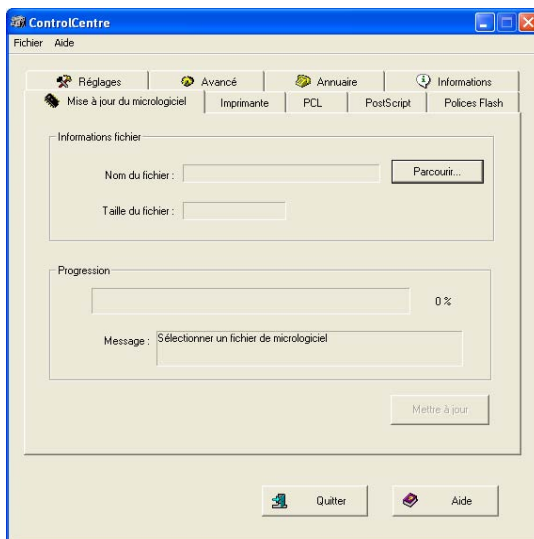 ControlCentre
Fichier Aide
Réglages Avancé Annuaire Informations
Mise à jour du micrologiciel Imprimante PCL PostScript Polices Flash
Informations fichier
Nom du fichier : Parcourir...
Taille du fichier :
Progression
0 %
Message : Sélectionner un fichier de micrologiciel
Mettre à jour
Quitter Aide